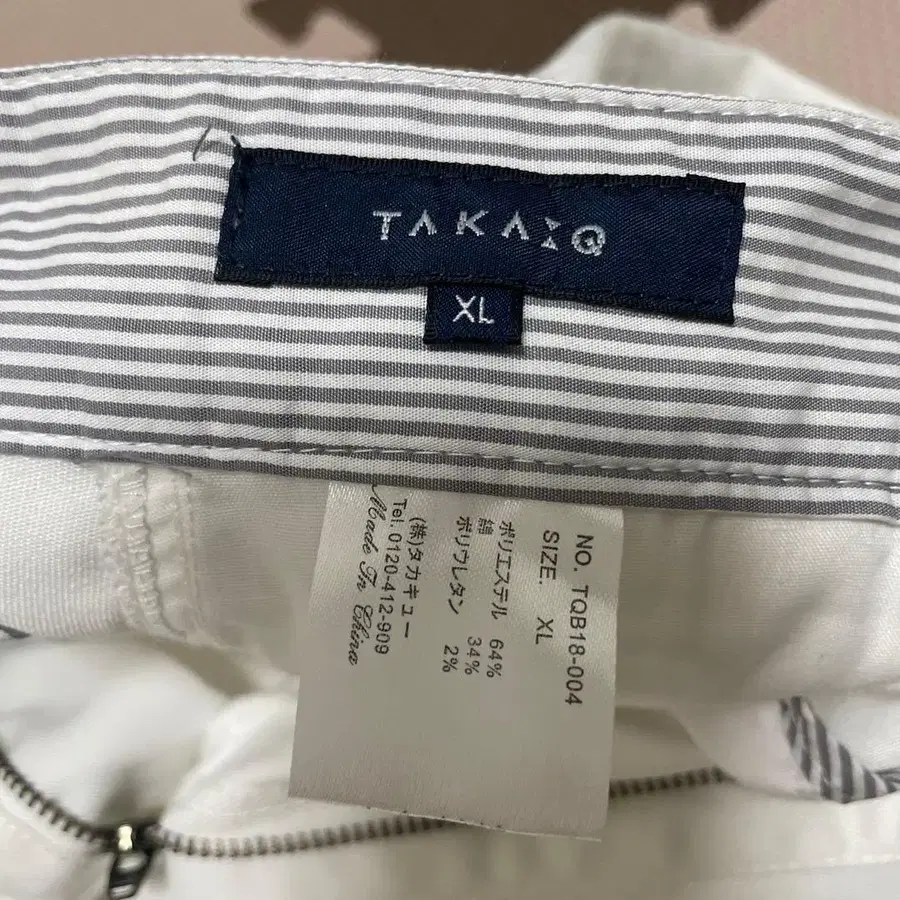 TAKA:Q
XL
NO. TQB18-004
SIZE. XL
ポリエステル 64%
綿 34%
ポリウレタン 2%
(株)タカキュー
Tel. 0120-412-909
Made In China